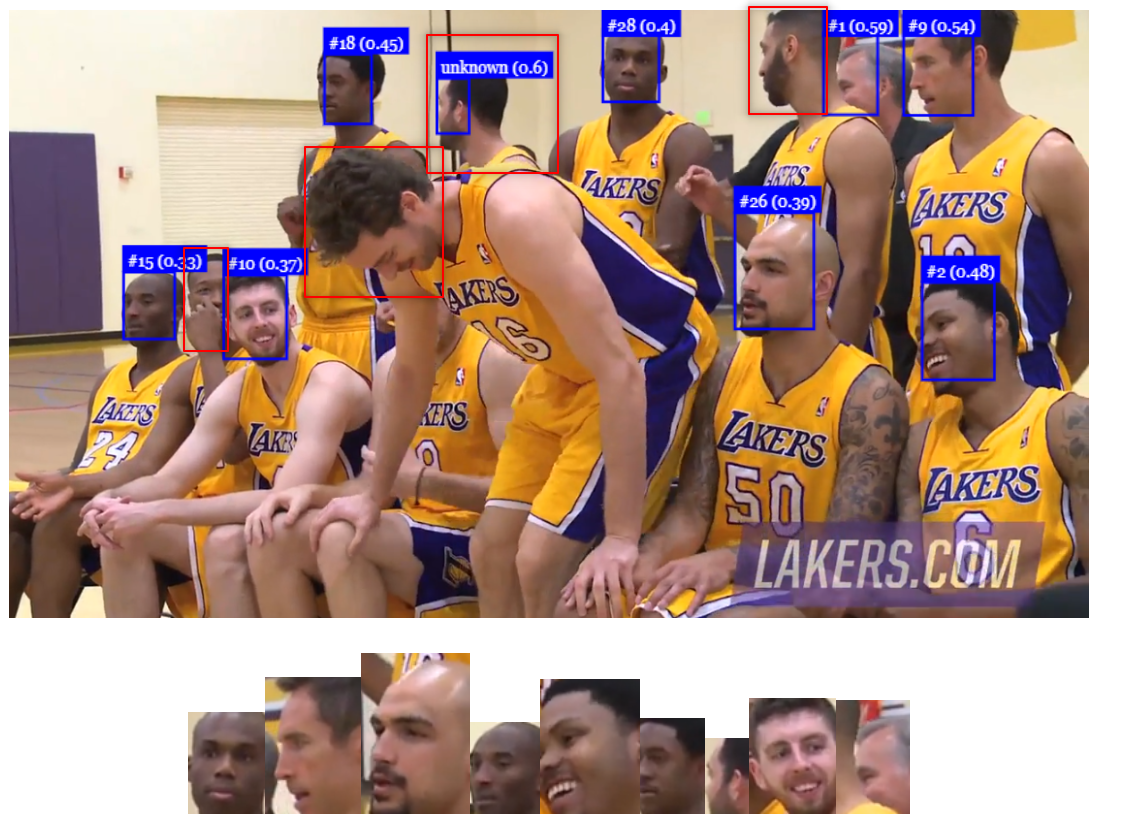 #18 (0.45)
unknown (0.6)
#28 (0.4)
#1 (0.59)
#9 (0.54)
LAKERS
LAKERS
#26 (0.39)
LAKERS
#15 (0.33)
#10 (0.37)
#2 (0.48)
LAKERS
16
LAKERS
24
LAKERS
LAKERS
9
LAKERS
50
LAKERS
6
LAKERS.COM